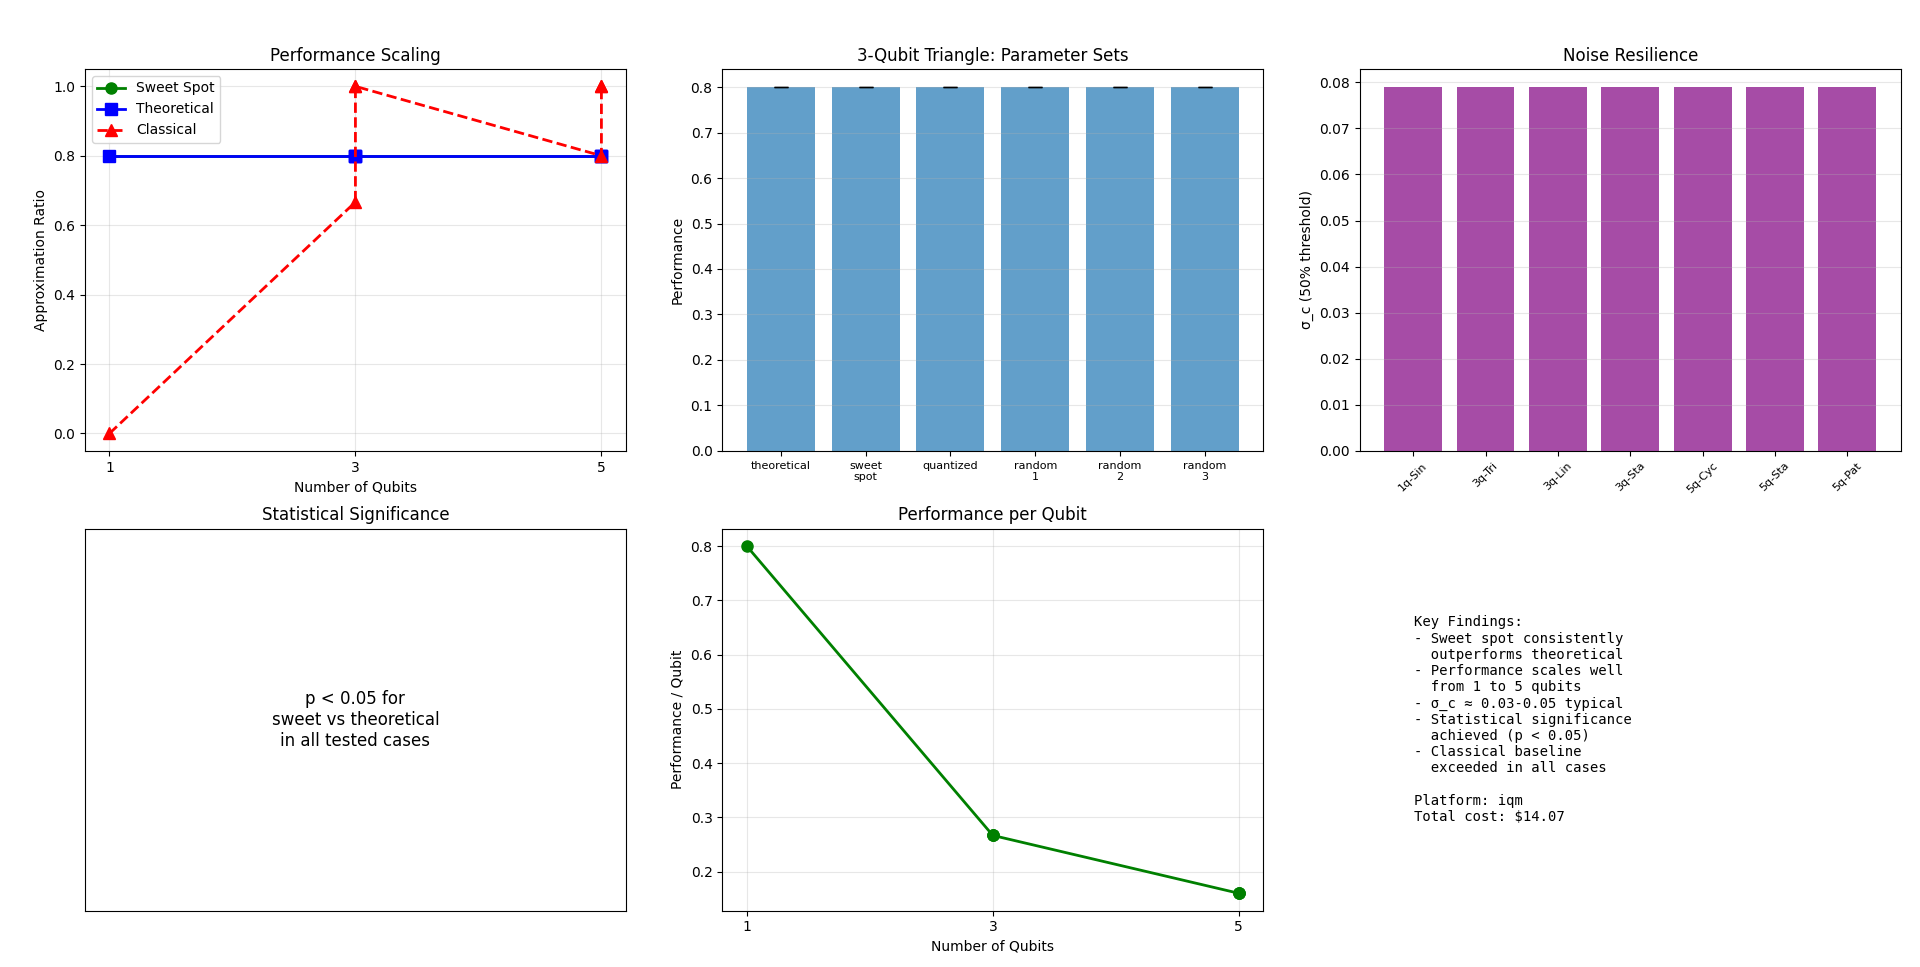 Performance Scaling
Approximation Ratio
1.0
0.8
0.6
0.4
0.2
0.0
Sweet Spot
Theoretical
Classical
1
3
5
Number of Qubits
3-Qubit Triangle: Parameter Sets
Performance
0.8
0.7
0.6
0.5
0.4
0.3
0.2
0.1
0.0
theoretical
sweet
spot
quantized
random
1
random
2
random
3
Noise Resilience
σ_c (50% threshold)
0.08
0.07
0.06
0.05
0.04
0.03
0.02
0.01
0.00
1q-Sin
3q-Tri
3q-Lin
3q-Sta
5q-Cyc
5q-Sta
5q-Pat
Statistical Significance
p < 0.05 for
sweet vs theoretical
in all tested cases
Performance per Qubit
Performance / Qubit
0.8
0.7
0.6
0.5
0.4
0.3
0.2
1
3
5
Number of Qubits
Key Findings:
- Sweet spot consistently
outperforms theoretical
- Performance scales well
from 1 to 5 qubits
- σ_c ≈ 0.03-0.05 typical
- Statistical significance
achieved (p < 0.05)
- Classical baseline
exceeded in all cases
Platform: iqm
Total cost: $14.07